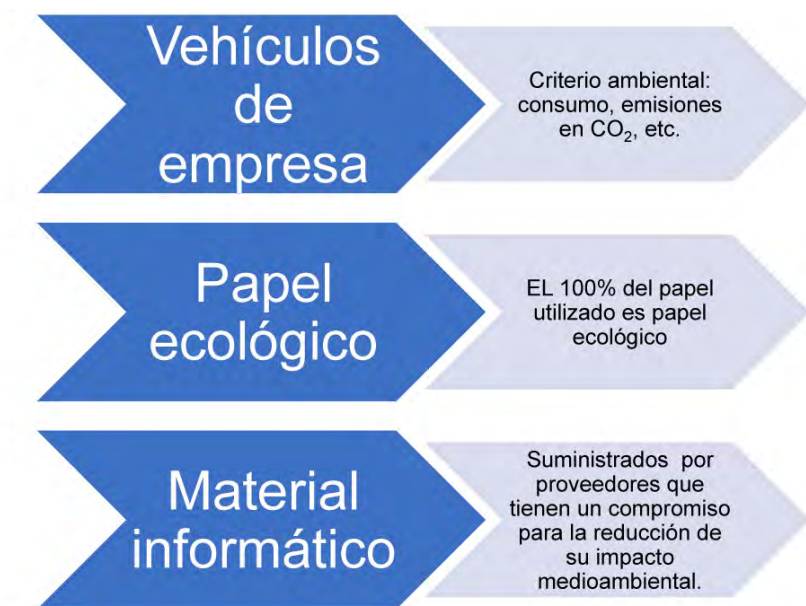 Vehículos
de
empresa
Criterio ambiental:
consumo, emisiones
en CO₂, etc.
Papel
ecológico
EL 100% del papel
utilizado es papel
ecológico
Material
informático
Suministrados por
proveedores que
tienen un compromiso
para la reducción de
su impacto
medioambiental.